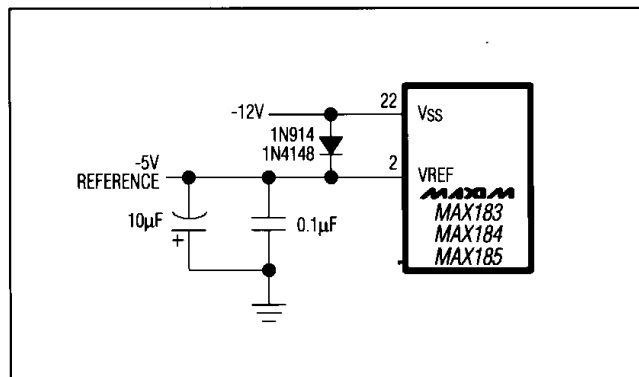 -12V
22
VSS
1N914
1N4148
-5V
REFERENCE
2
VREF
MAXIM
MAX183
MAX184
MAX185
10µF
+
0.1µF